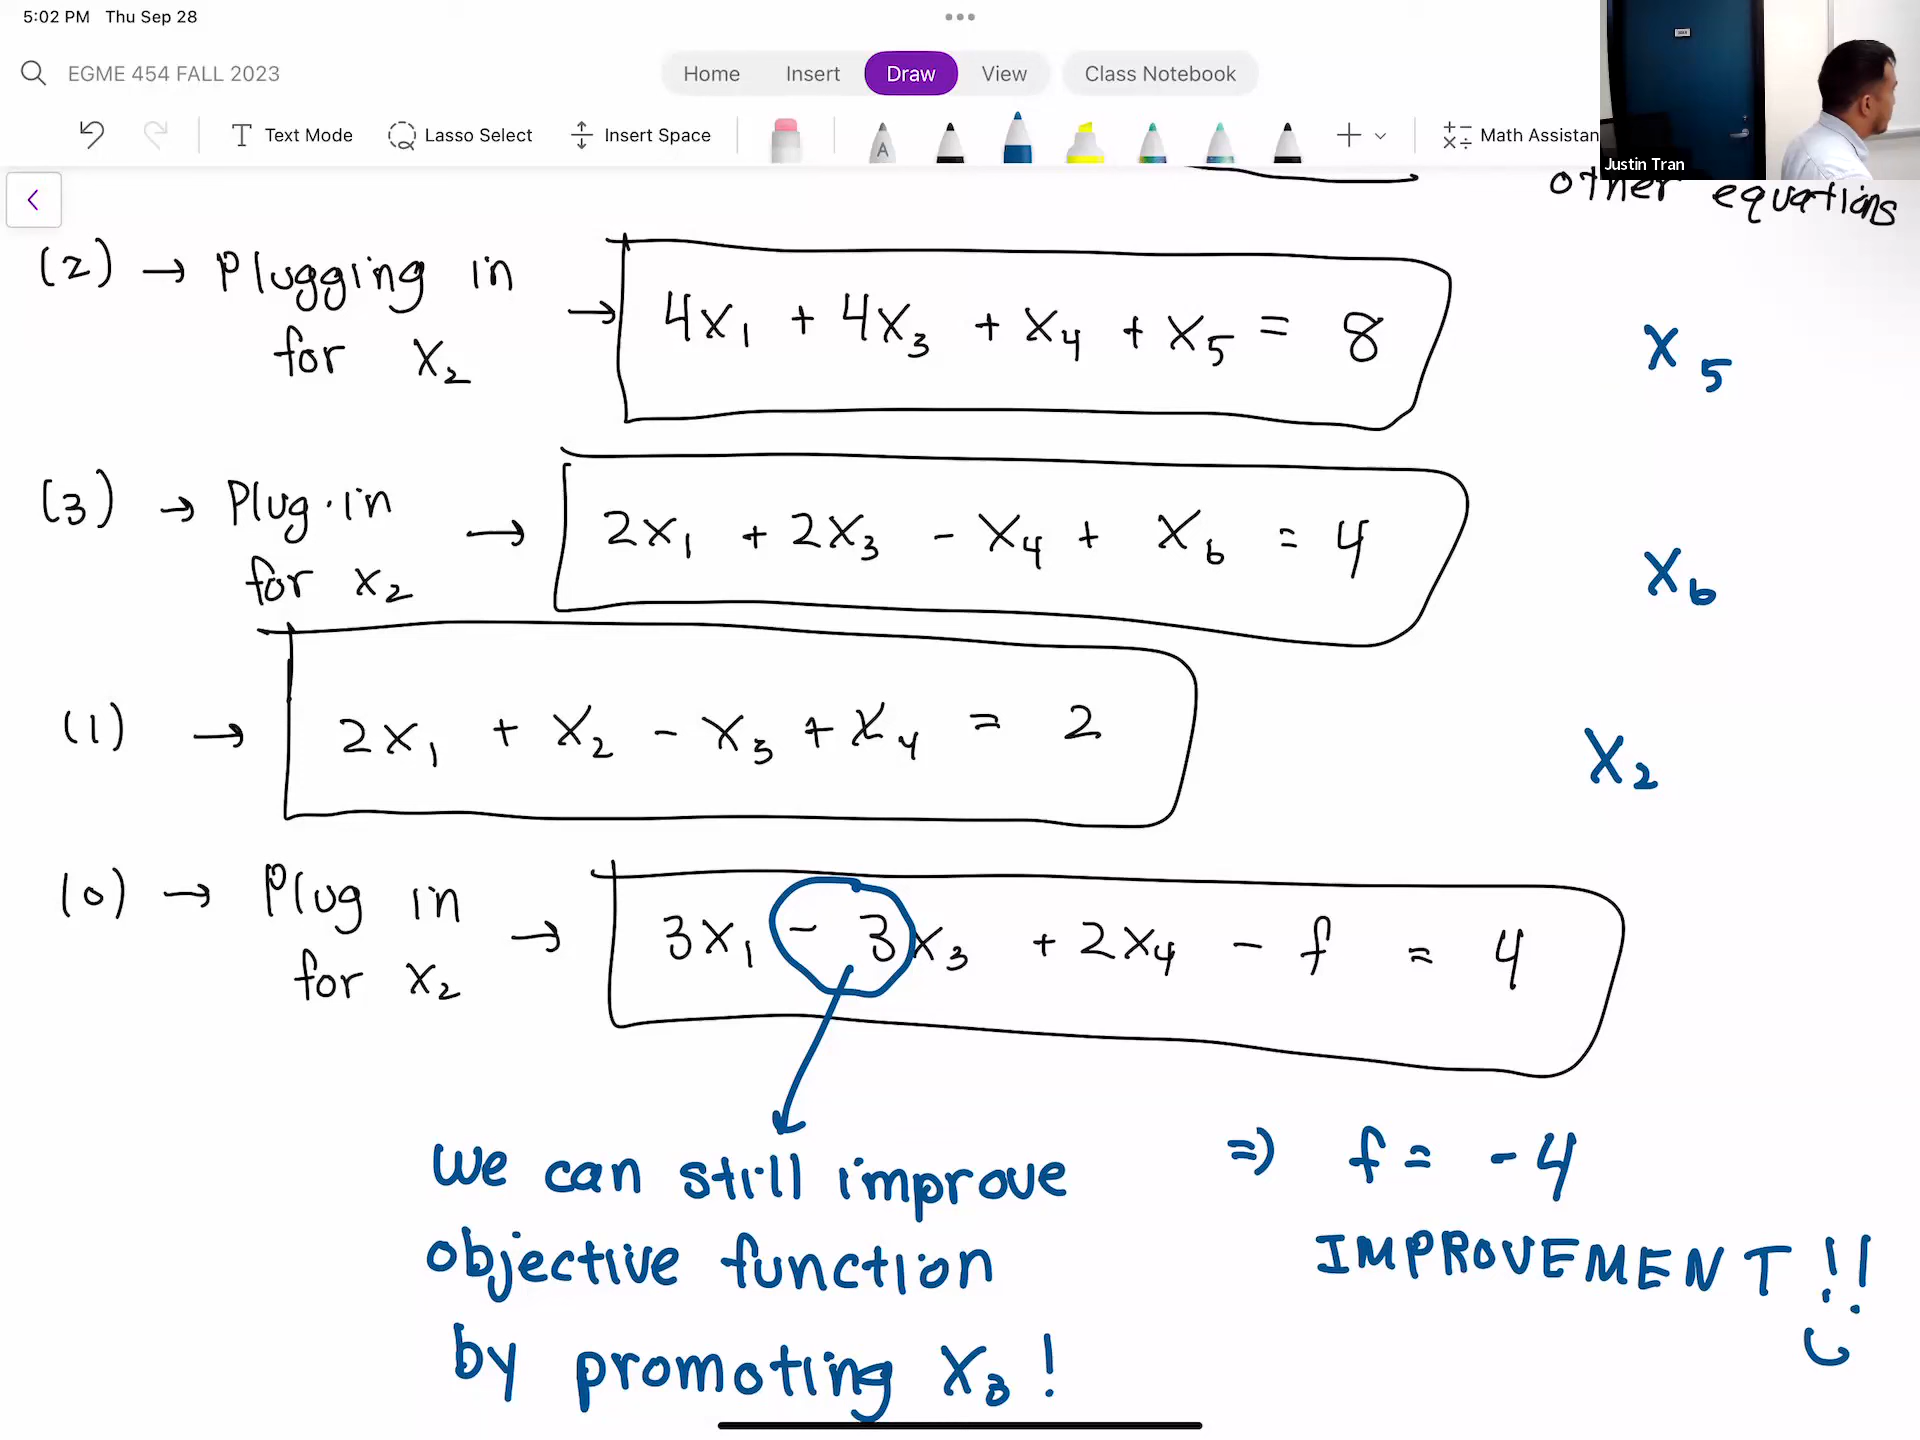 5:02 PM Thu Sep 28
EGME 454 FALL 2023
Home Insert Draw View Class Notebook
Text Mode Lasso Select Insert Space A Math Assistan
Justin Tran
other equations
(2) → Plugging in for x₂ → 4x₁ + 4x₃ + x₄ + x₅ = 8
x₅
(3) → Plug in for x₂ → 2x₁ + 2x₃ - x₄ + x₆ = 4
x₆
(1) → 2x₁ + x₂ - x₃ + x₄ = 2
x₂
(0) → Plug in for x₂ → 3x₁ - 3x₃ + 2x₄ - f = 4
we can still improve
objective function
by promoting x₃ !
⇒ f = -4
IMPROVEMENT !!